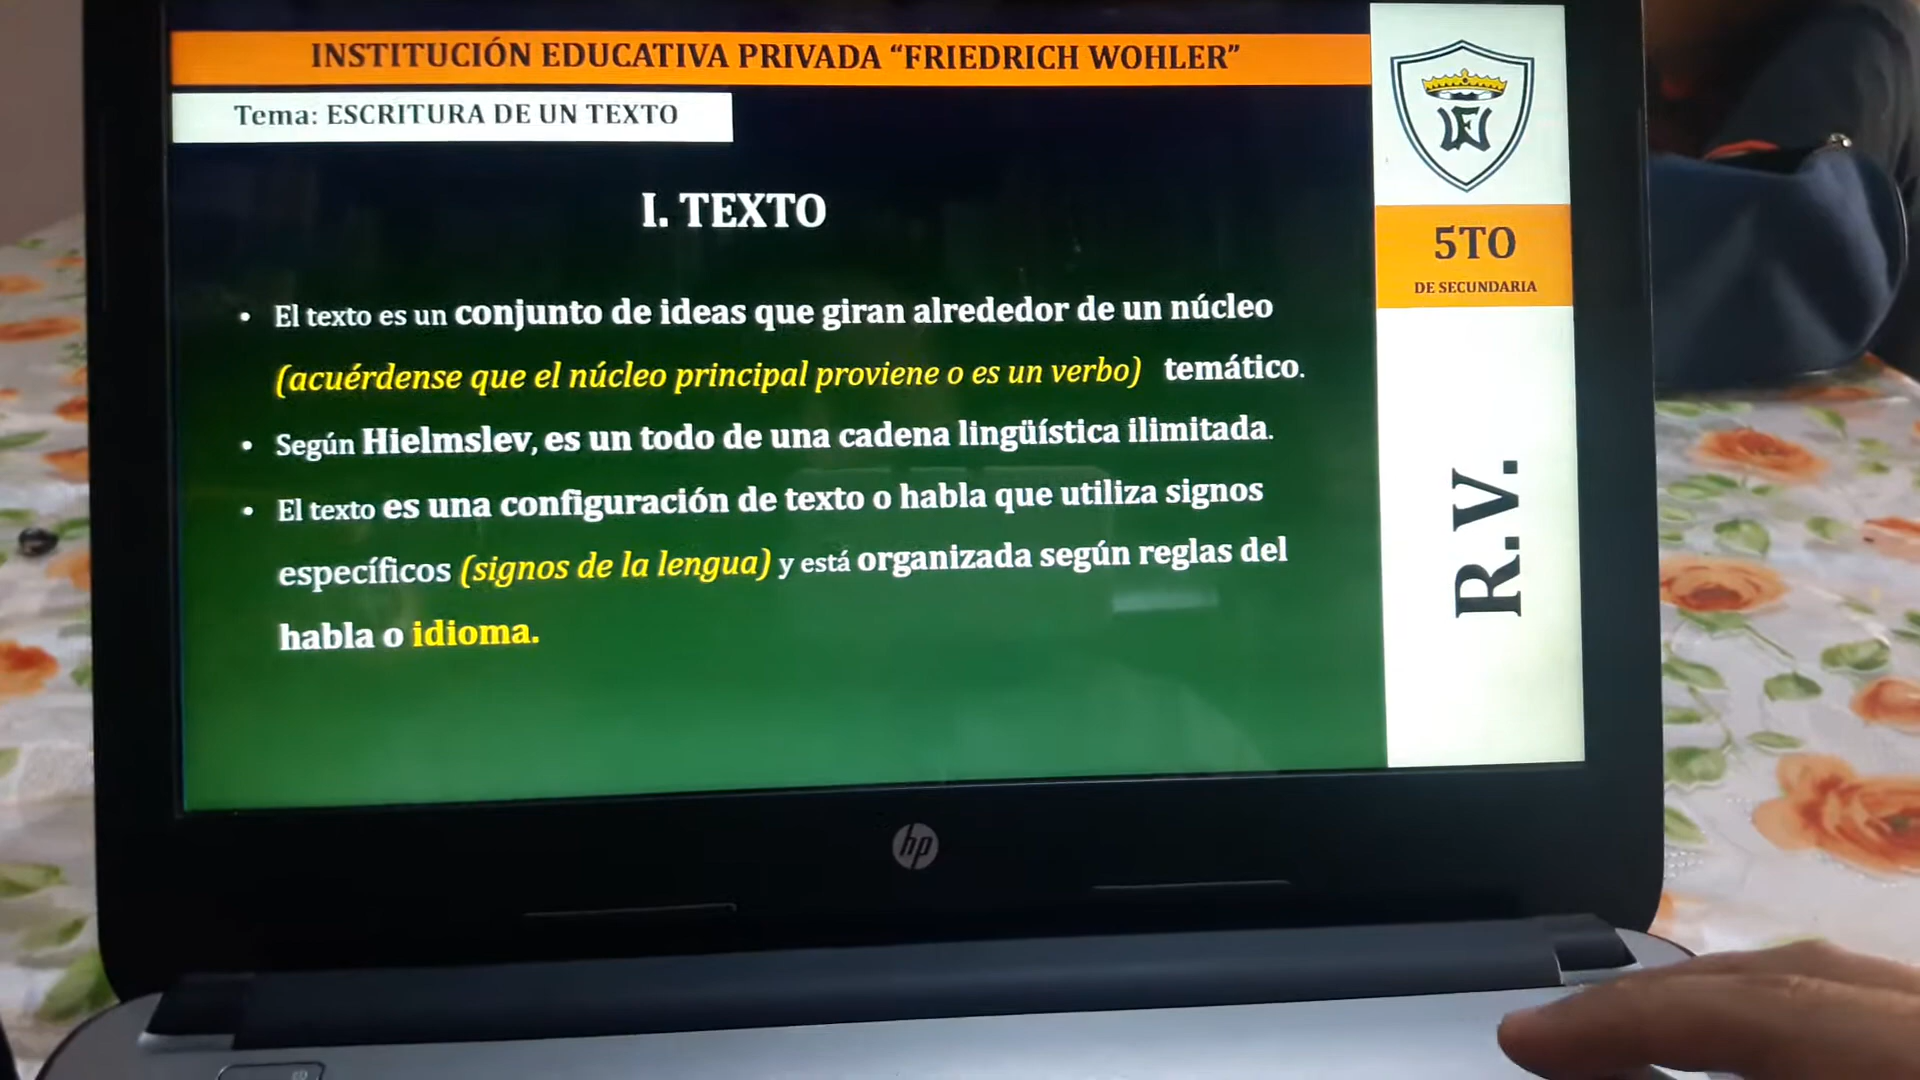 INSTITUCIÓN EDUCATIVA PRIVADA “FRIEDRICH WOHLER”
Tema: ESCRITURA DE UN TEXTO
I. TEXTO
• El texto es un conjunto de ideas que giran alrededor de un núcleo
(acuérdense que el núcleo principal proviene o es un verbo) temático.
• Según Hielmslev, es un todo de una cadena lingüística ilimitada.
• El texto es una configuración de texto o habla que utiliza signos
específicos (signos de la lengua) y está organizada según reglas del
habla o idioma.
5TO
DE SECUNDARIA
R.V.
hp